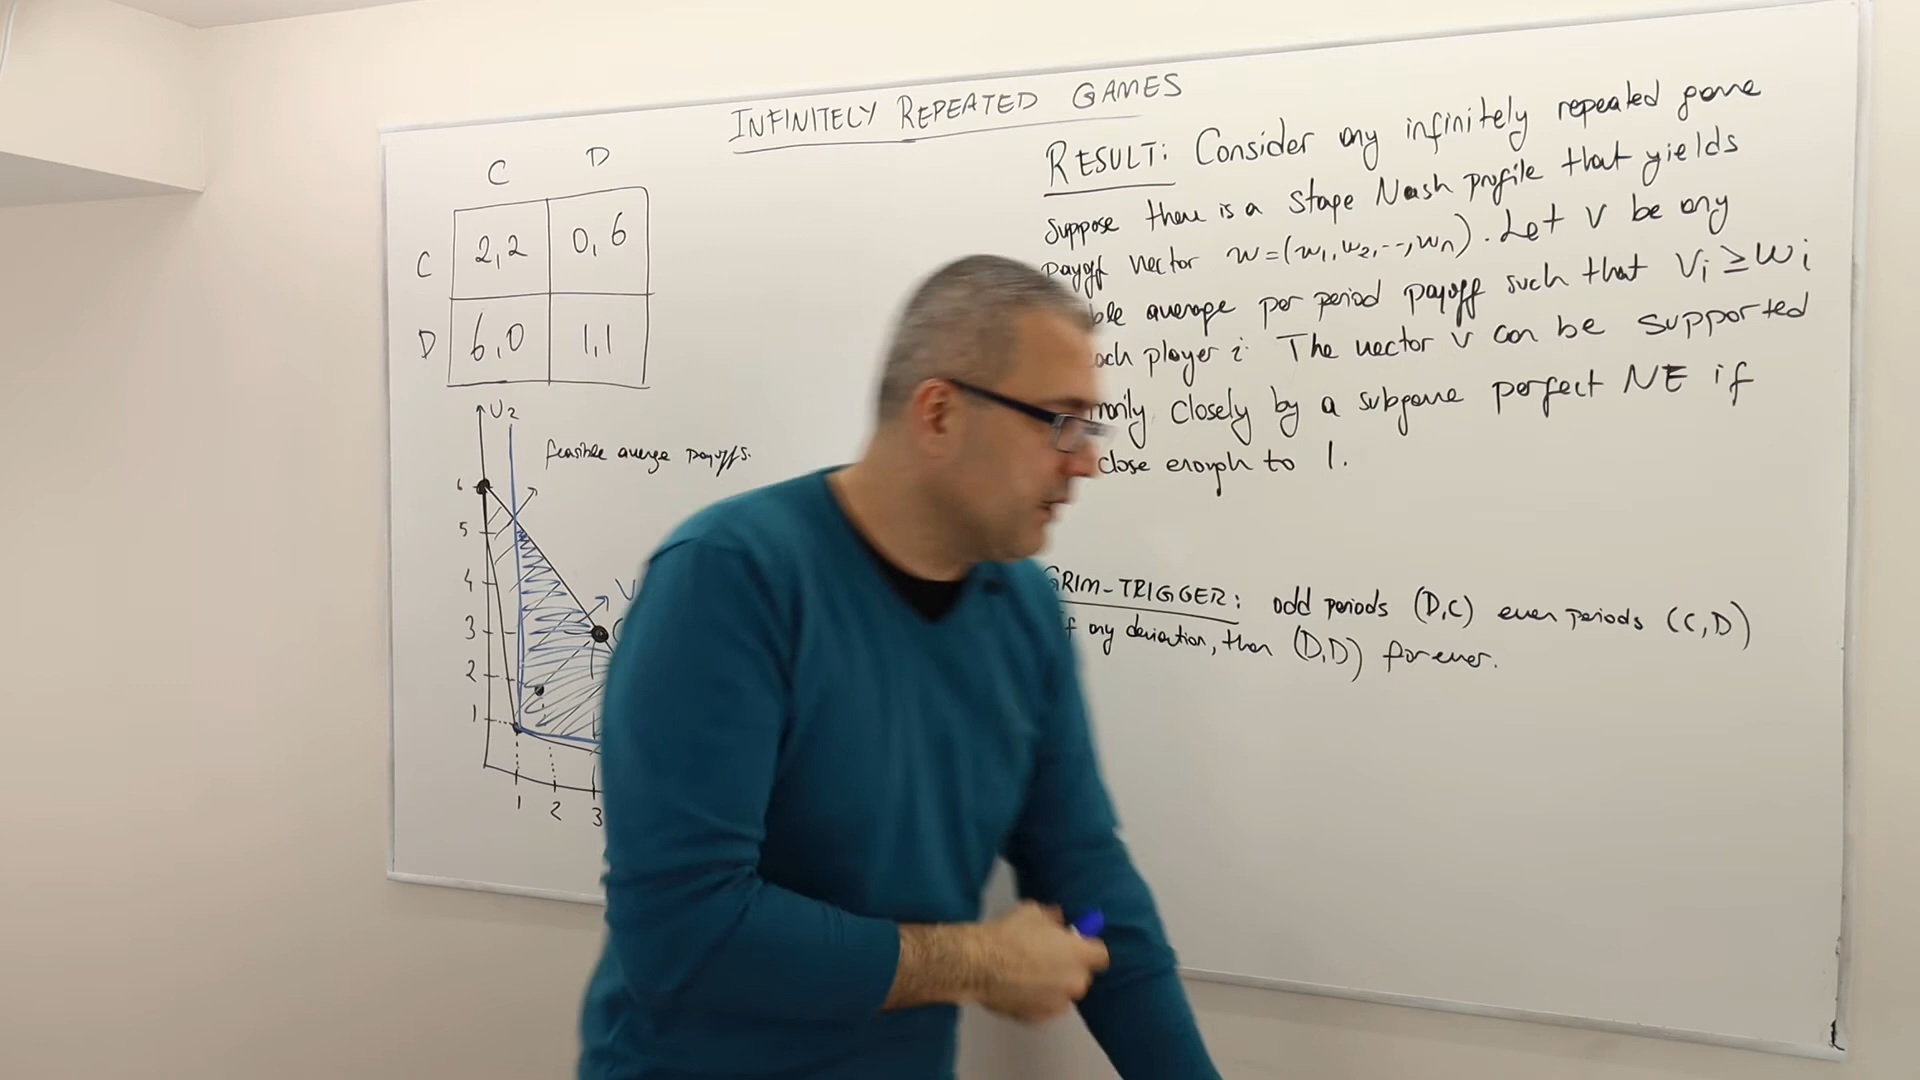 INFINITELY REPEATED GAMES
C D
C 2,2 0,6
D 6,0 1,1
U2
feasible average payoffs.
6
5
4
3
2
1
1 2 3
V
RESULT: Consider any infinitely repeated game
Suppose there is a stage Nash profile that yields
payoff vector w=(w1,w2,--,wn). Let V be any
ble average per period payoff such that Vi≥wi
ach player i. The vector v can be supported
rarily closely by a subgame perfect NE if
close enough to 1.
GRIM-TRIGGER: odd periods (D,C) even periods (C,D)
if any deviation, then (D,D) forever.